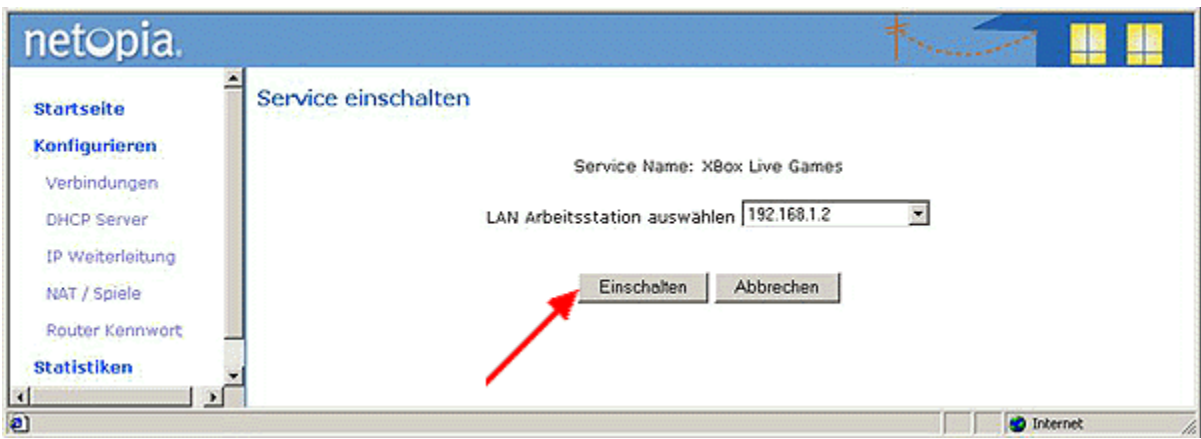 netopia.
Startseite
Konfigurieren
Verbindungen
DHCP Server
IP Weiterleitung
NAT / Spiele
Router Kennwort
Statistiken
Service einschalten
Service Name: XBox Live Games
LAN Arbeitsstation auswählen 192.168.1.2
Einschalten Abbrechen
Internet